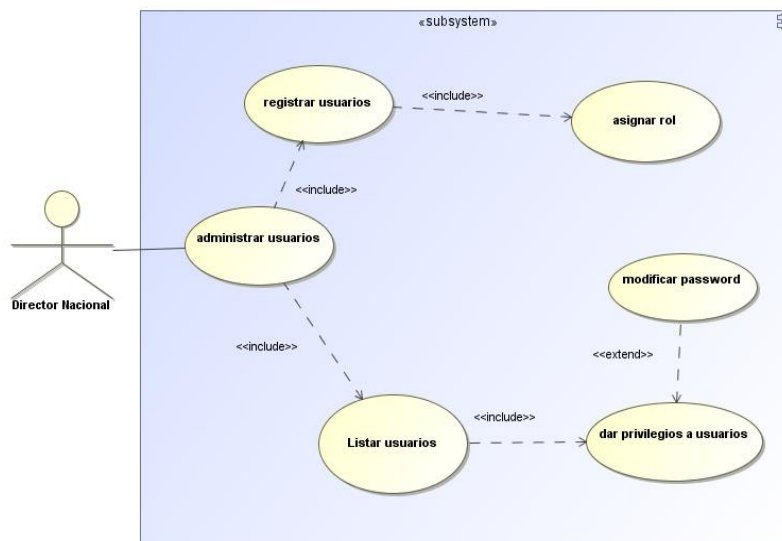 «subsystem»
registrar usuarios
<<include>>
asignar rol
<<include>>
administrar usuarios
Director Nacional
modificar password
<<include>>
<<extend>>
Listar usuarios
<<include>>
dar privilegios a usuarios